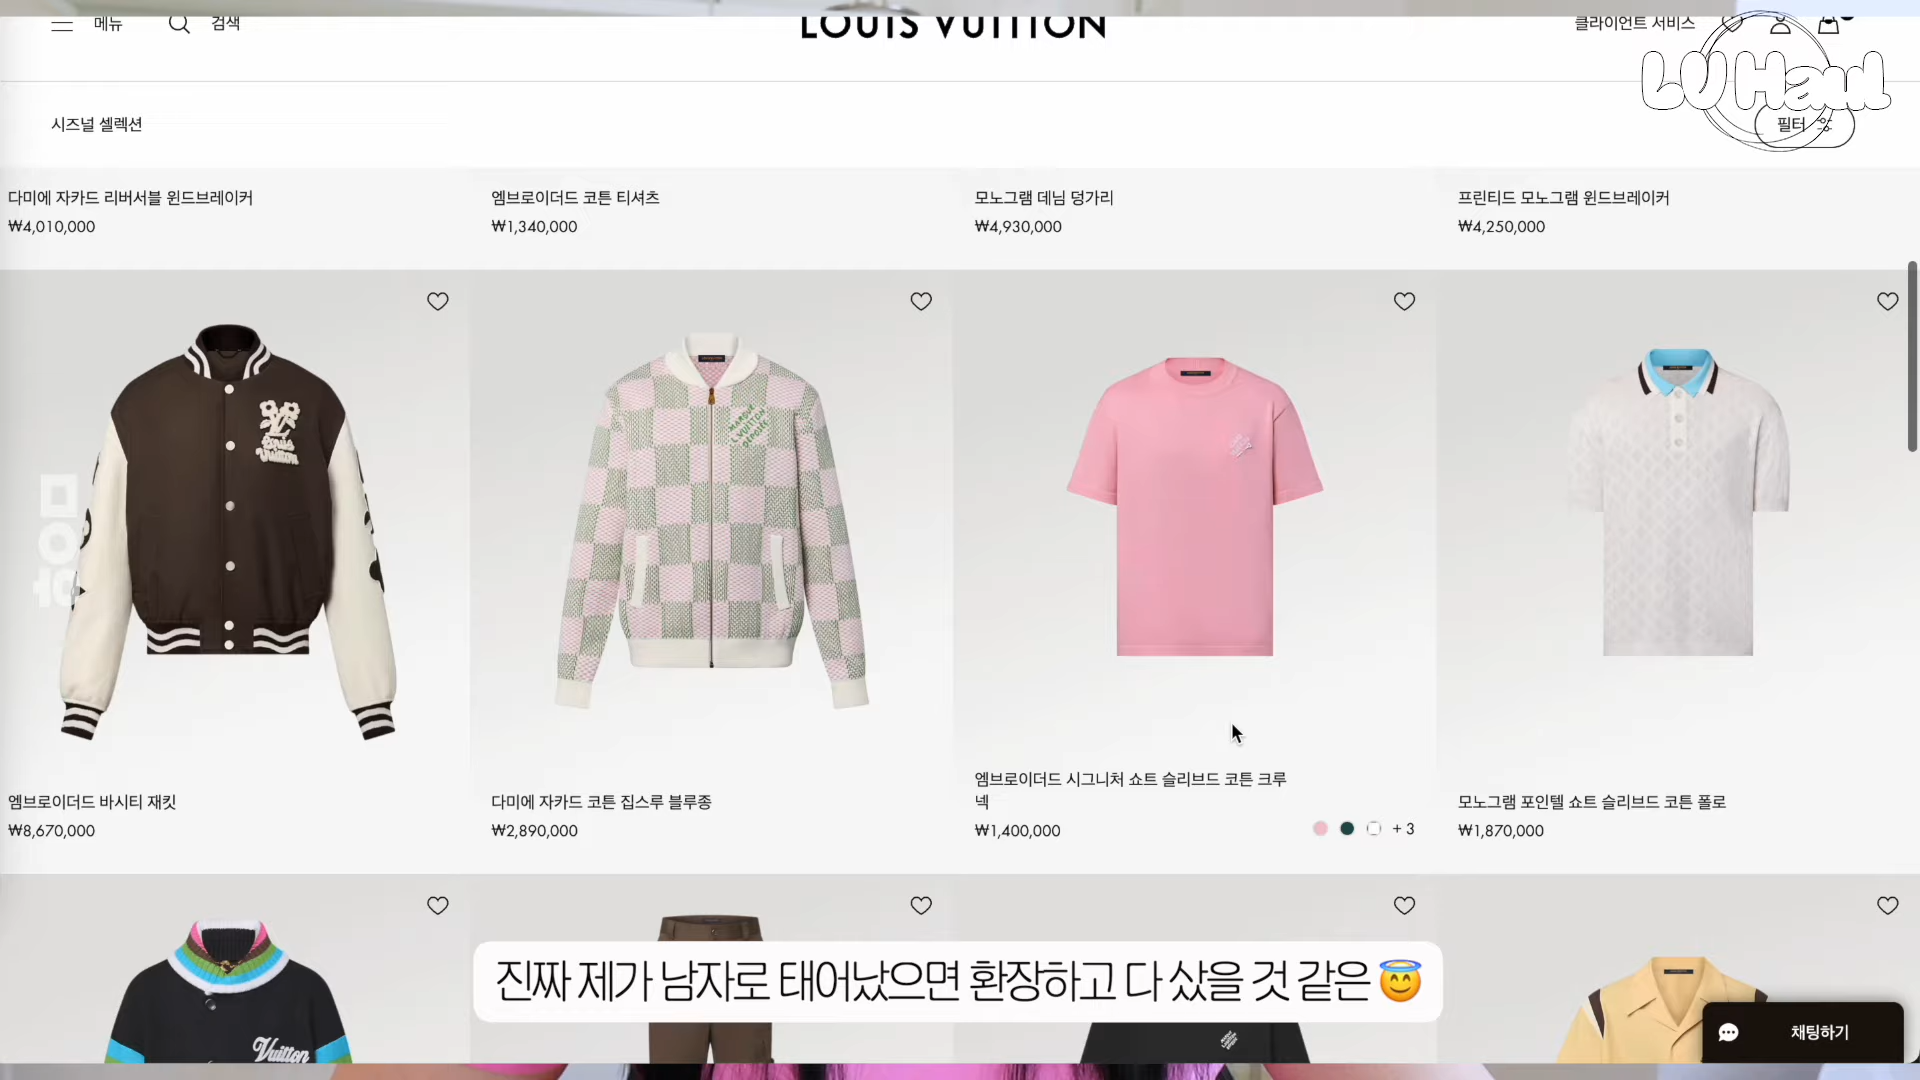 메뉴
검색
LOUIS VUITTON
클라이언트 서비스
LU Haul
시즈널 셀렉션
필터
다미에 자카드 리버서블 윈드브레이커
₩4,010,000
엠브로이더드 코튼 티셔츠
₩1,340,000
모노그램 데님 덩가리
₩4,930,000
프린티드 모노그램 윈드브레이커
₩4,250,000
Louis
Vuitton
MARQUE
L.VUITTON
DÉPOSÉE
엠브로이더드 바시티 재킷
₩8,670,000
다미에 자카드 코튼 집스루 블루종
₩2,890,000
엠브로이더드 시그니처 쇼트 슬리브드 코튼 크루
넥
₩1,400,000
+ 3
모노그램 포인텔 쇼트 슬리브드 코튼 폴로
₩1,870,000
Vuitton
진짜 제가 남자로 태어났으면 환장하고 다 샀을 것 같은😇
채팅하기